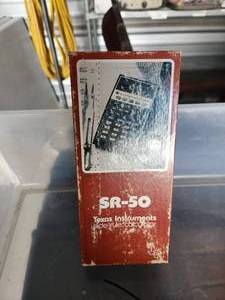 SR-50
Texas Instruments
slide rule calculator